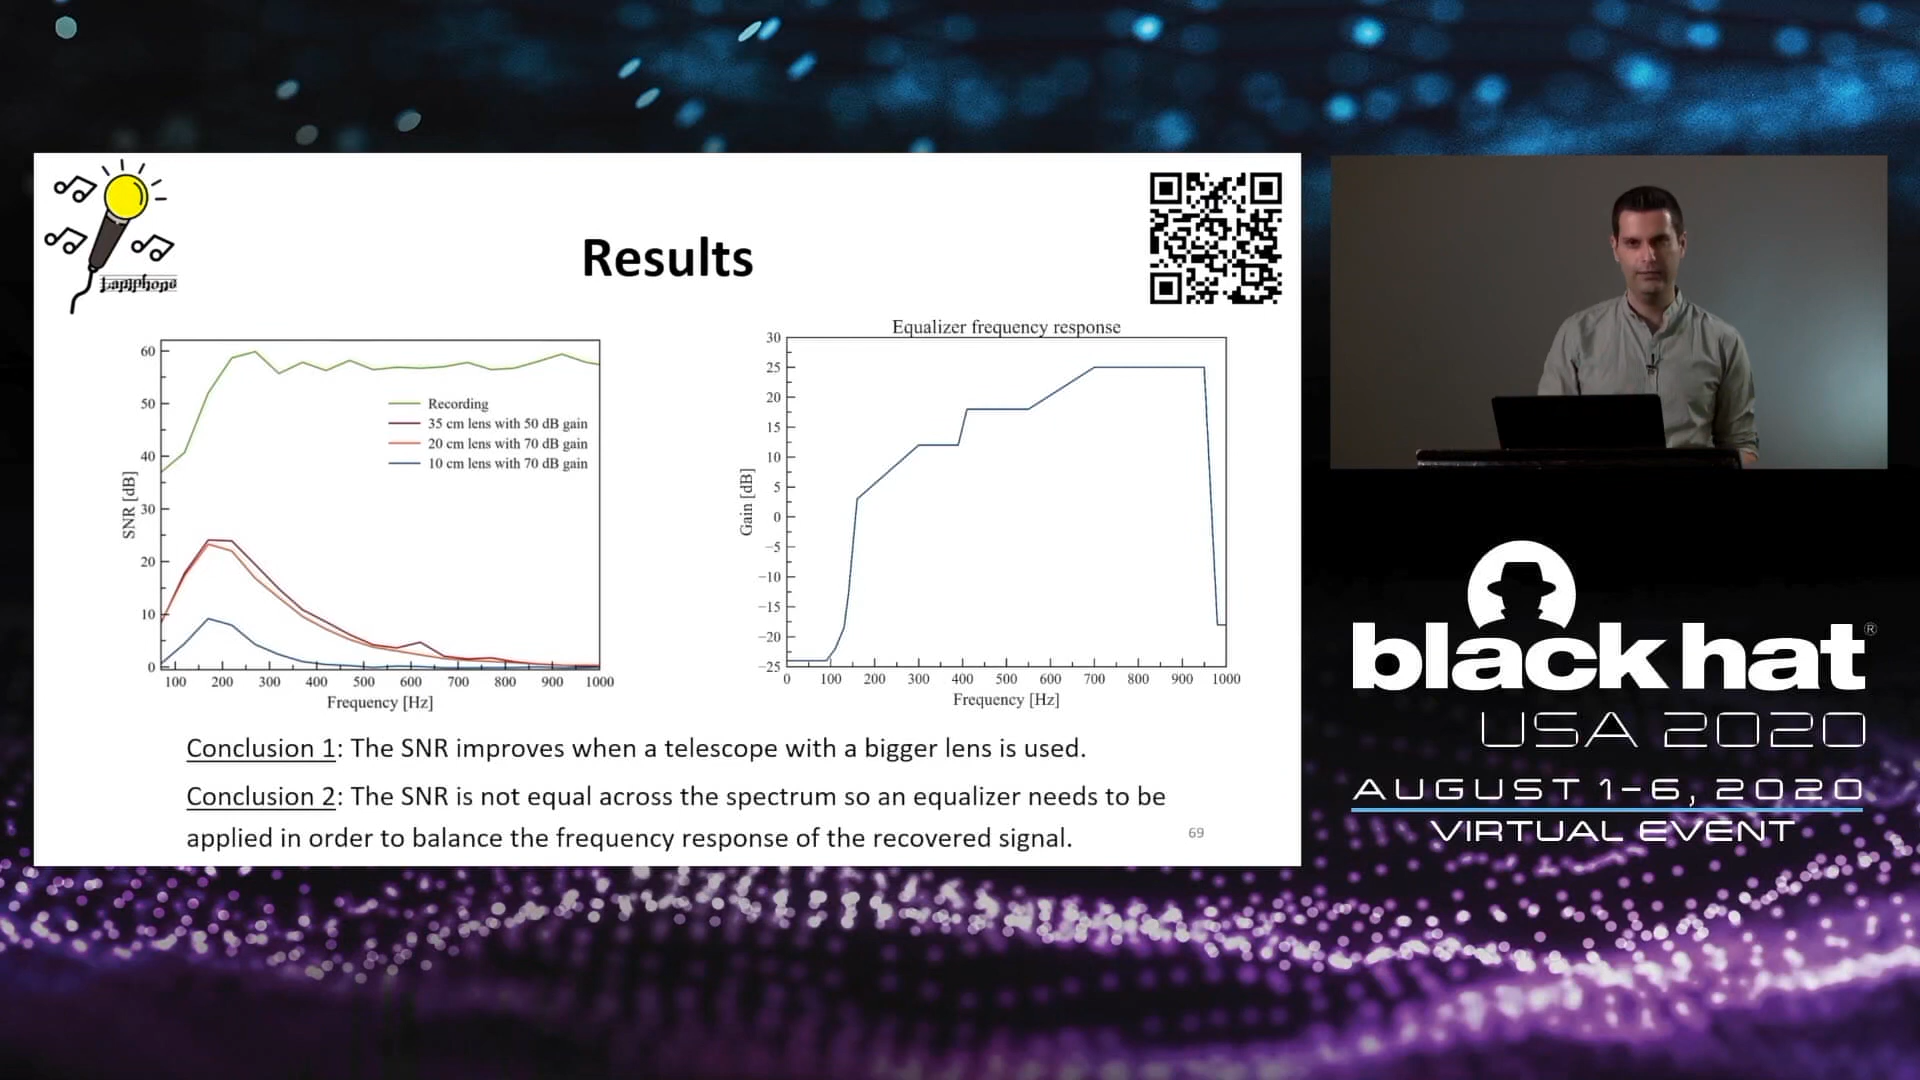 Lamphone
Results
60
50
40
30
20
10
0
SNR [dB]
Recording
35 cm lens with 50 dB gain
20 cm lens with 70 dB gain
10 cm lens with 70 dB gain
100 200 300 400 500 600 700 800 900 1000
Frequency [Hz]
Equalizer frequency response
30
25
20
15
10
5
0
−5
−10
−15
−20
−25
Gain [dB]
0 100 200 300 400 500 600 700 800 900 1000
Frequency [Hz]
Conclusion 1: The SNR improves when a telescope with a bigger lens is used.
Conclusion 2: The SNR is not equal across the spectrum so an equalizer needs to be
applied in order to balance the frequency response of the recovered signal.
69
black hat®
USA 2020
AUGUST 1-6, 2020
VIRTUAL EVENT